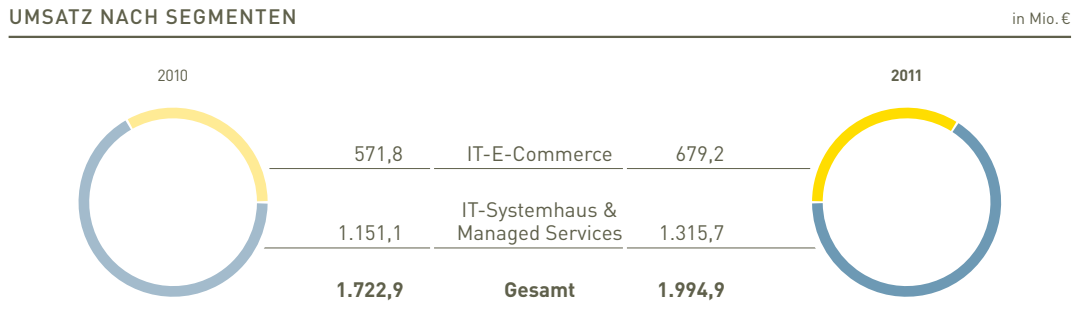 UMSATZ NACH SEGMENTEN in Mio. €
2010 2011
571,8 IT-E-Commerce 679,2
IT-Systemhaus &
1.151,1 Managed Services 1.315,7
1.722,9 Gesamt 1.994,9